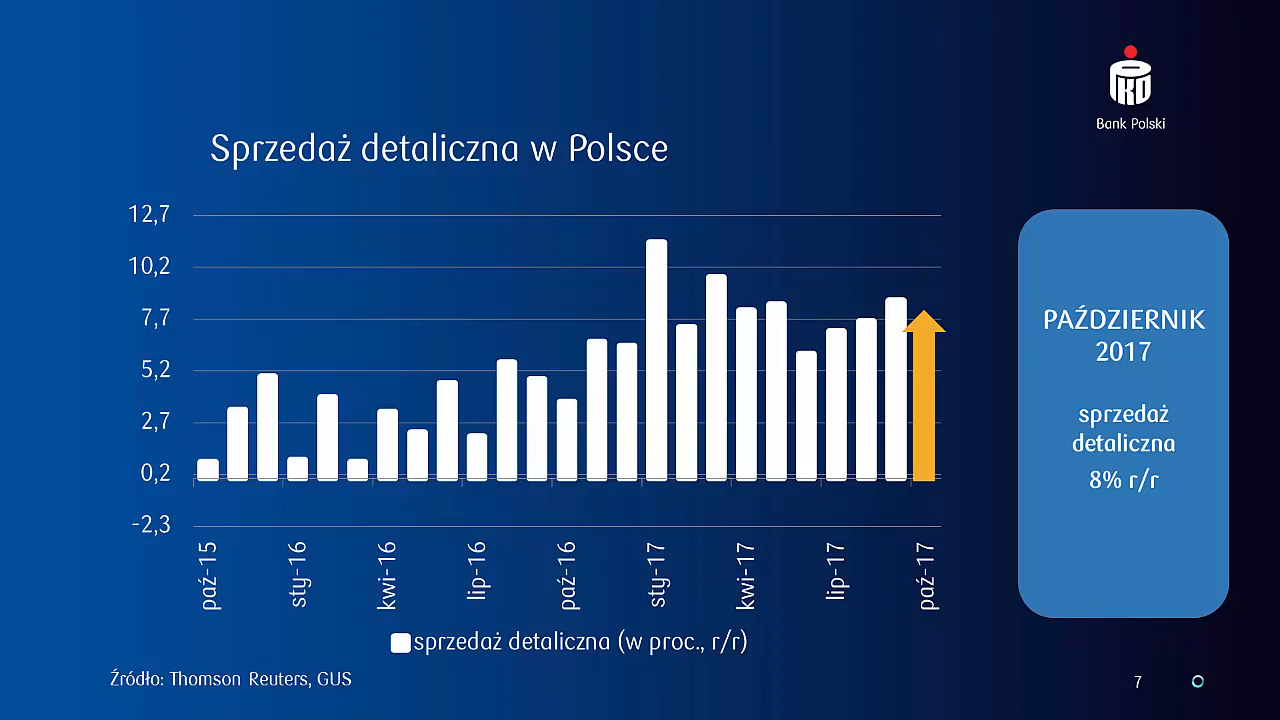 PKO
Bank Polski
Sprzedaż detaliczna w Polsce
12,7
10,2
7,7
5,2
2,7
0,2
-2,3
paź-15
sty-16
kwi-16
lip-16
paź-16
sty-17
kwi-17
lip-17
paź-17
sprzedaż detaliczna (w proc., r/r)
PAŹDZIERNIK
2017
sprzedaż
detaliczna
8% r/r
Źródło: Thomson Reuters, GUS
7